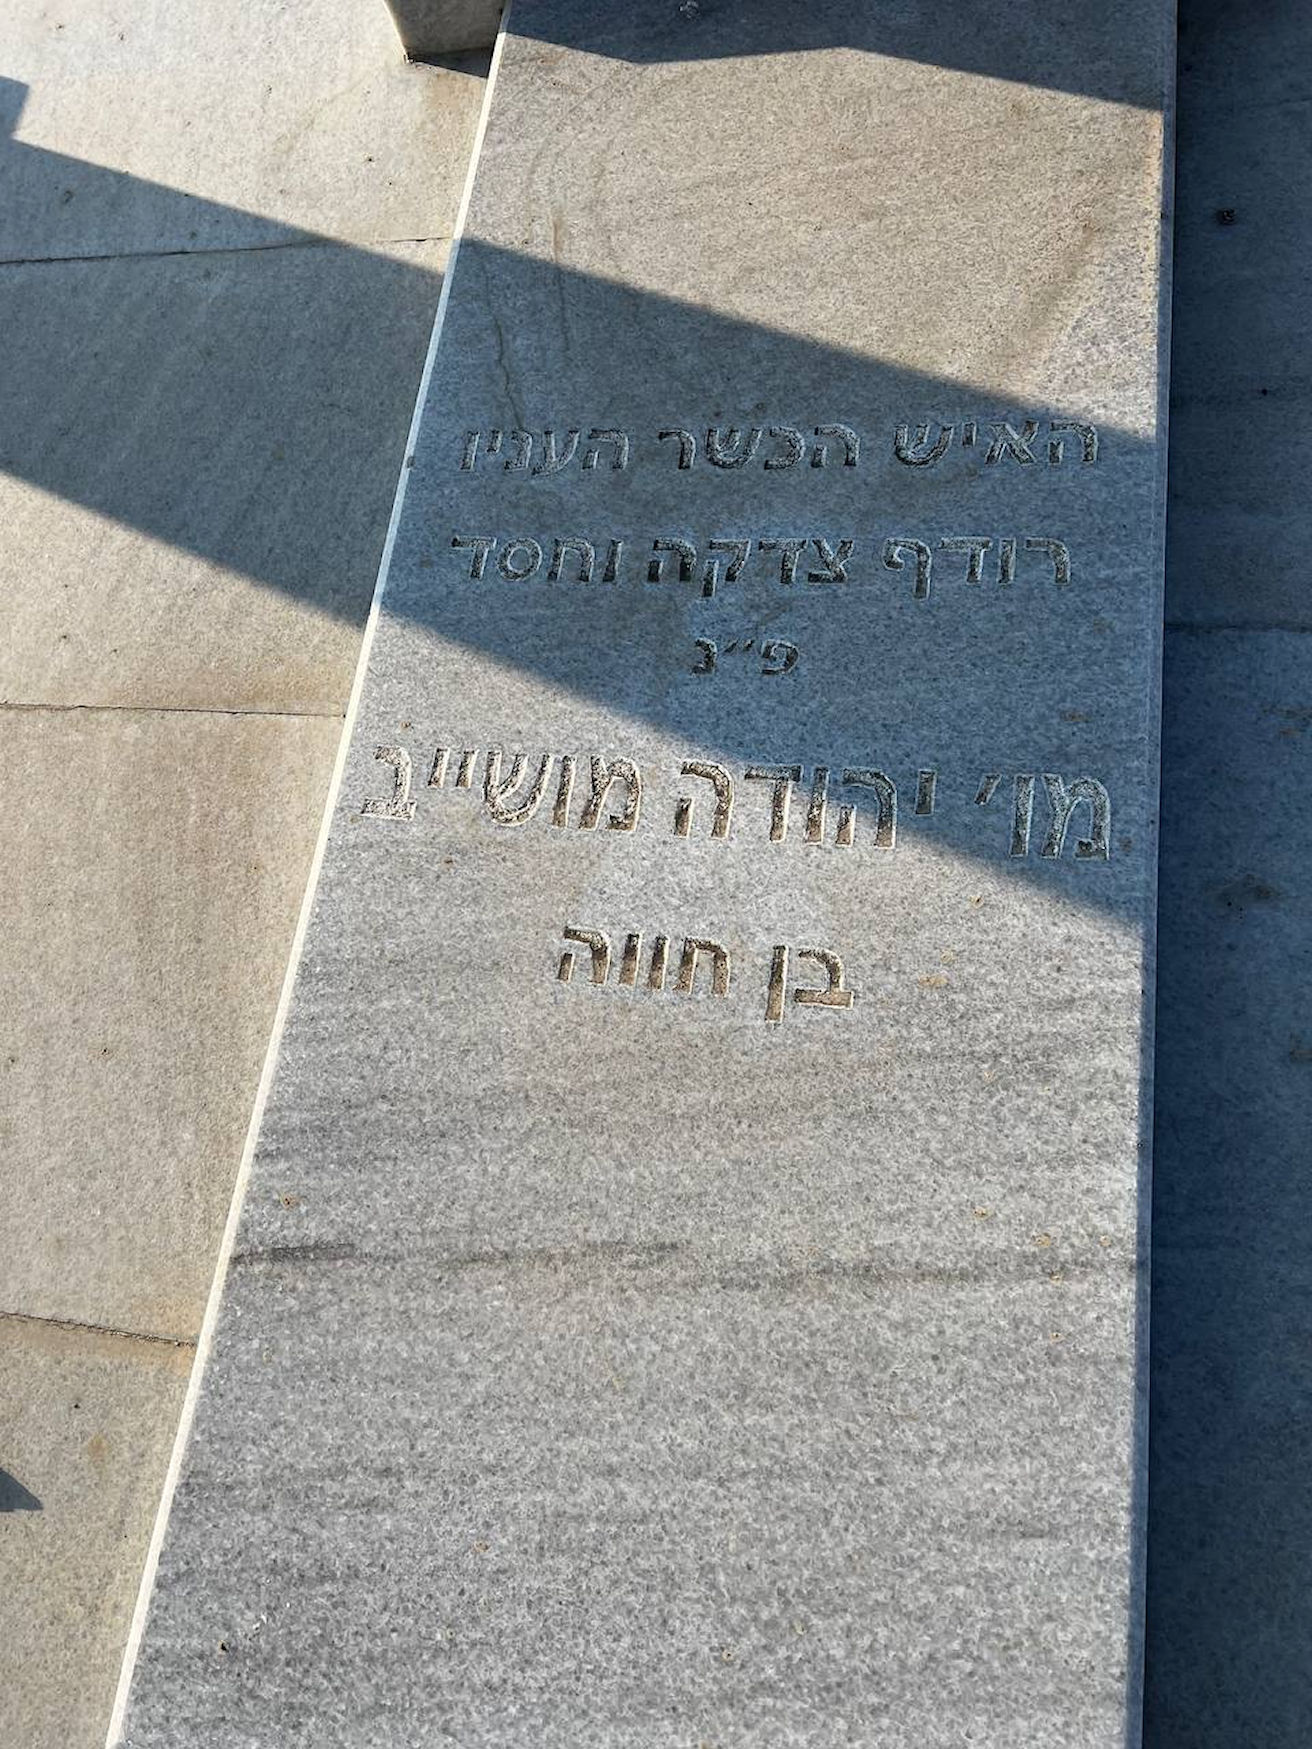 האיש הכשר העניו
רודף צדקה וחסד
פ״נ
מו׳ יהודה מושייב
בן חווה